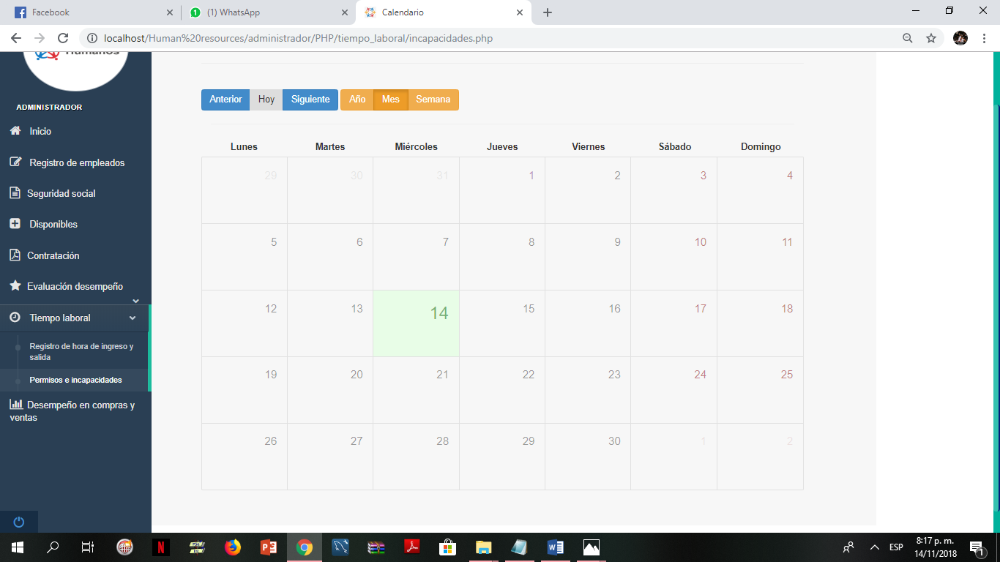 Facebook
(1) WhatsApp
Calendario
localhost/Human%20resources/administrador/PHP/tiempo_laboral/incapacidades.php
Humanos
ADMINISTRADOR
Inicio
Registro de empleados
Seguridad social
Disponibles
Contratación
Evaluación desempeño
Tiempo laboral
Registro de hora de ingreso y
salida
Permisos e incapacidades
Desempeño en compras y
ventas
Anterior Hoy Siguiente Año Mes Semana
Lunes Martes Miércoles Jueves Viernes Sábado Domingo
29 30 31 1 2 3 4
5 6 7 8 9 10 11
12 13 14 15 16 17 18
19 20 21 22 23 24 25
26 27 28 29 30 1 2
ESP
8:17 p. m.
14/11/2018
1